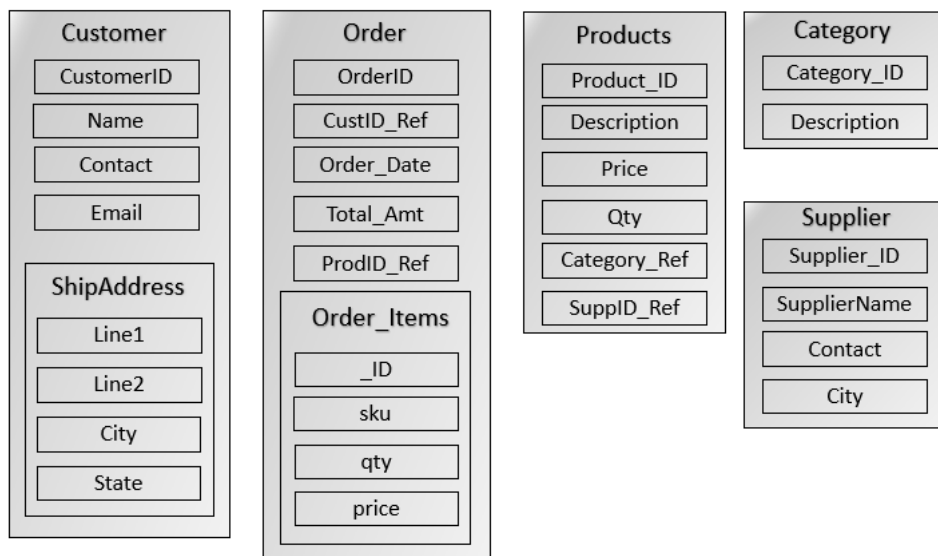 Customer
CustomerID
Name
Contact
Email
ShipAddress
Line1
Line2
City
State
Order
OrderID
CustID_Ref
Order_Date
Total_Amt
ProdID_Ref
Order_Items
_ID
sku
qty
price
Products
Product_ID
Description
Price
Qty
Category_Ref
SuppID_Ref
Category
Category_ID
Description
Supplier
Supplier_ID
SupplierName
Contact
City